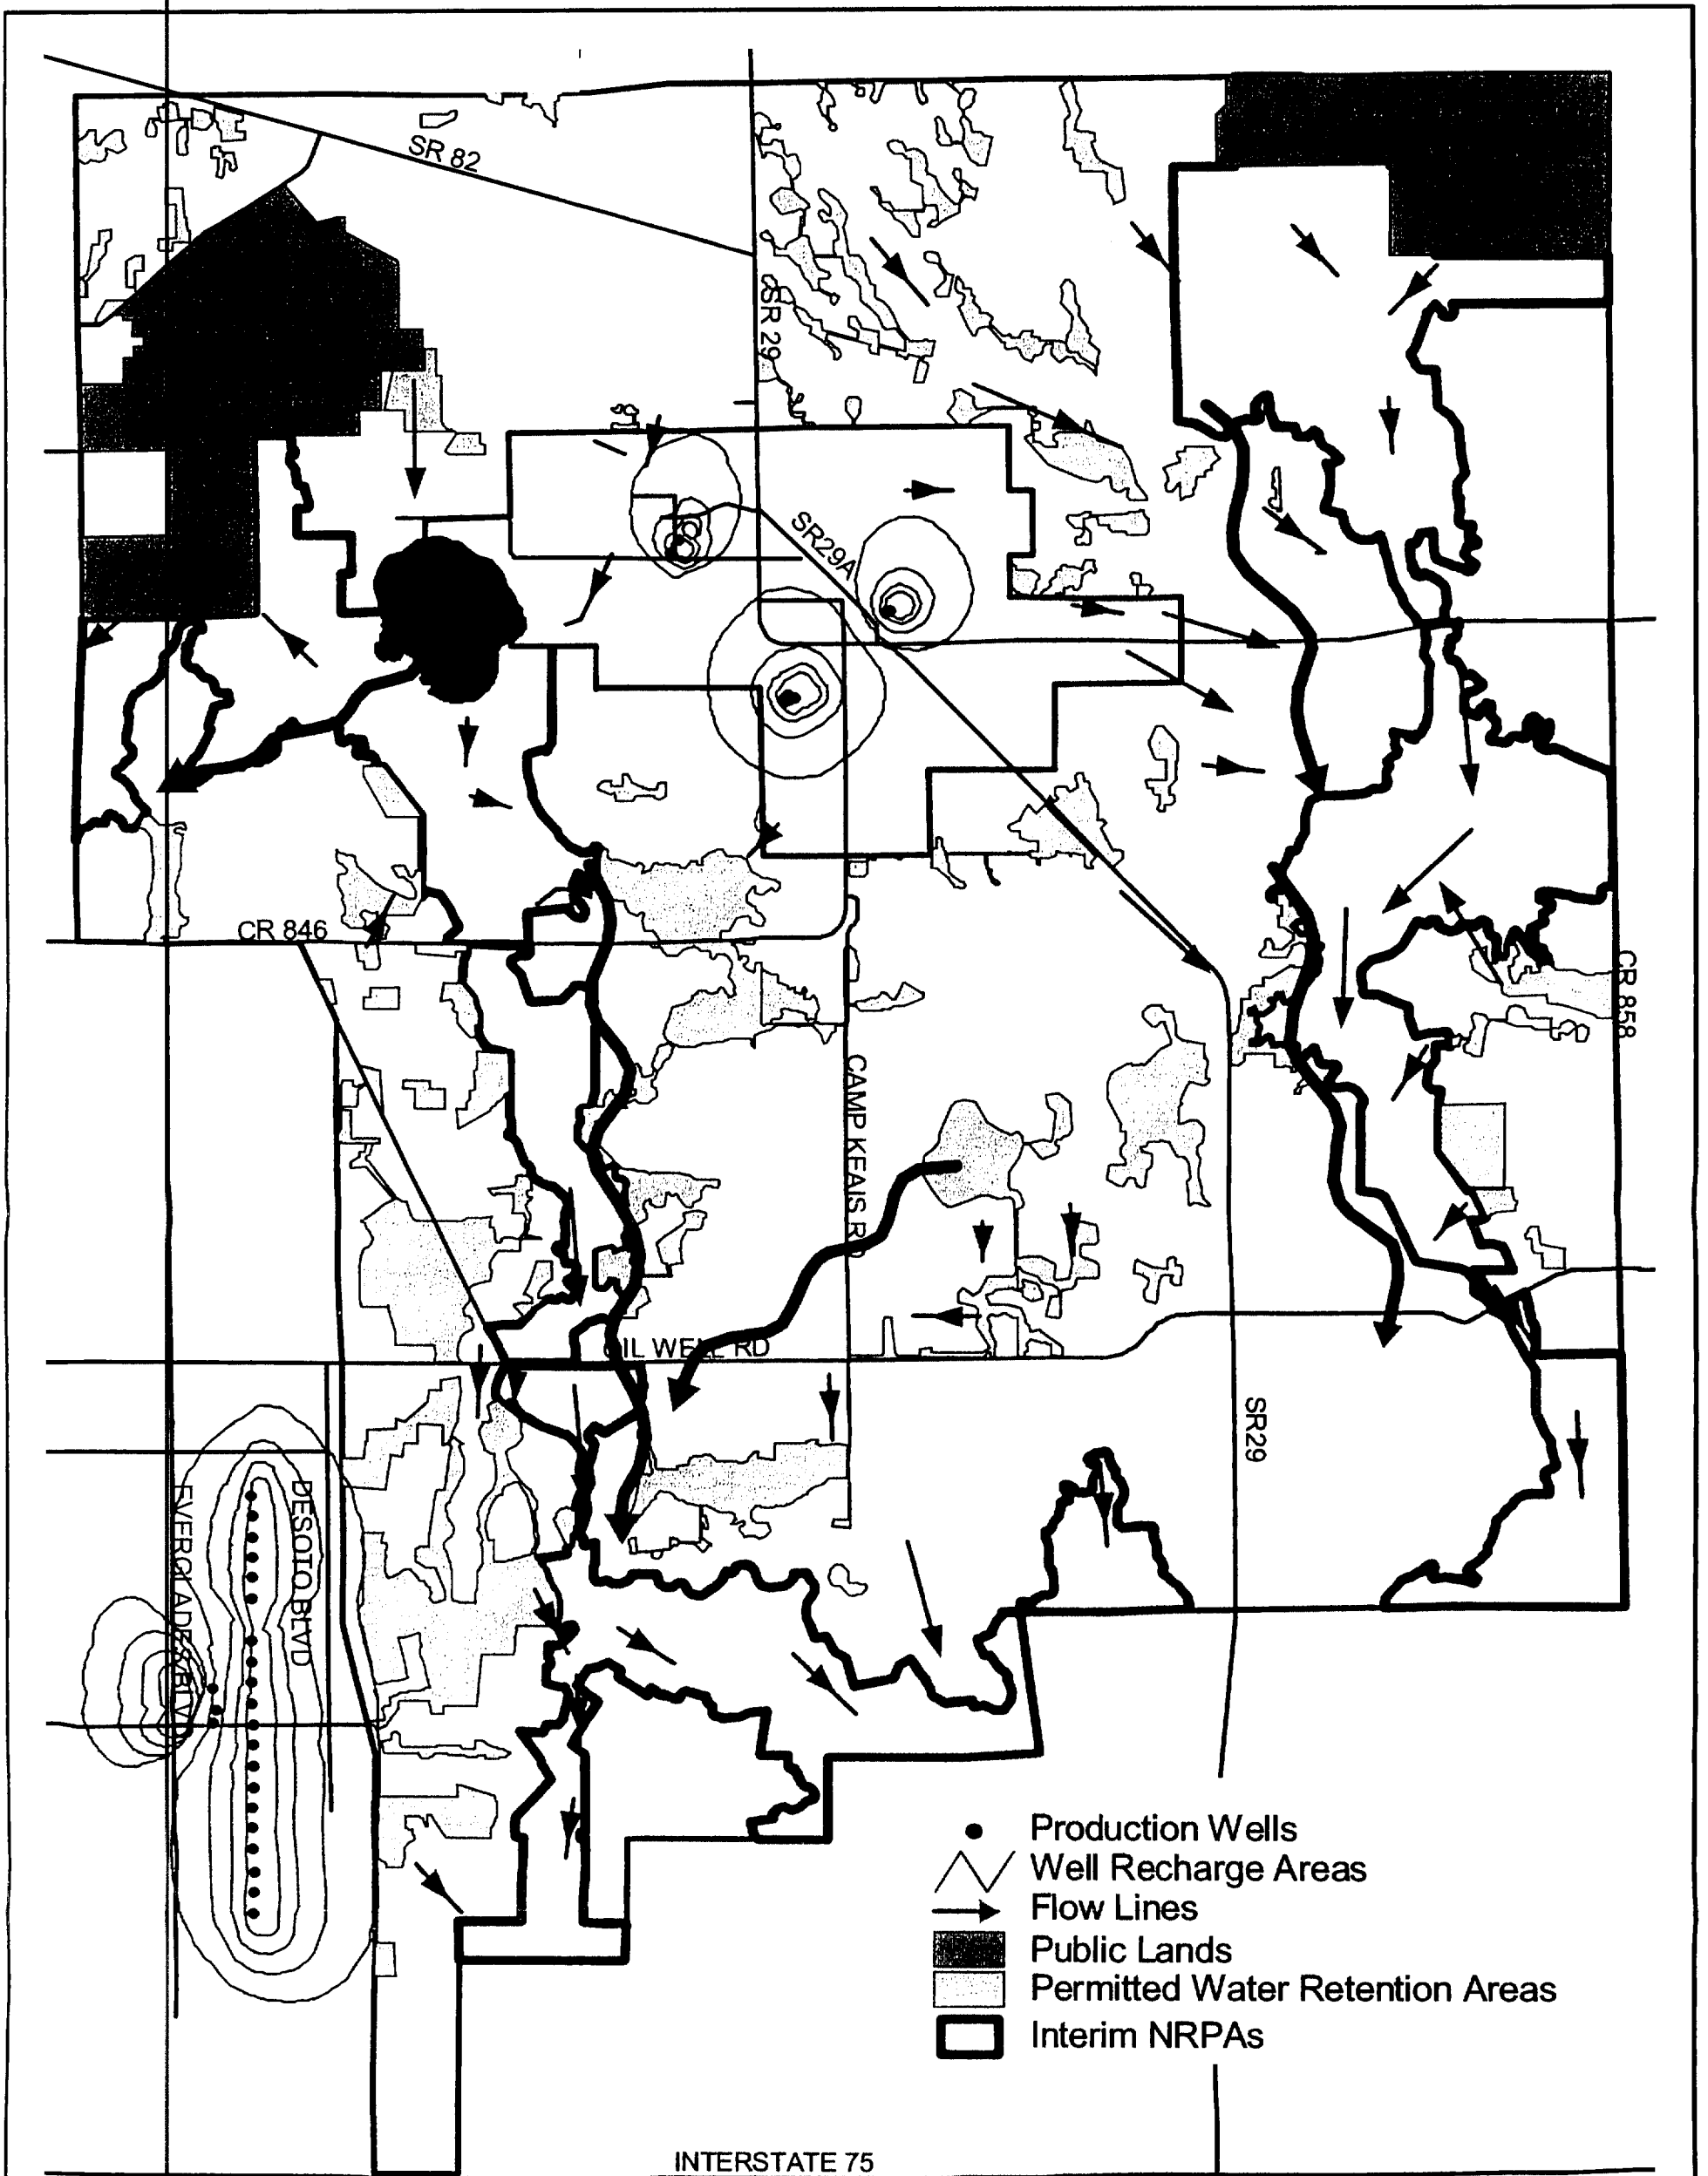 SR 82
SR 29
SR29A
CR 846
CR 858
CAMP KEAIS RD
OIL WELL RD
SR29
DESOTO BLVD
EVERGLADES BLVD
Production Wells
Well Recharge Areas
Flow Lines
Public Lands
Permitted Water Retention Areas
Interim NRPAs
INTERSTATE 75